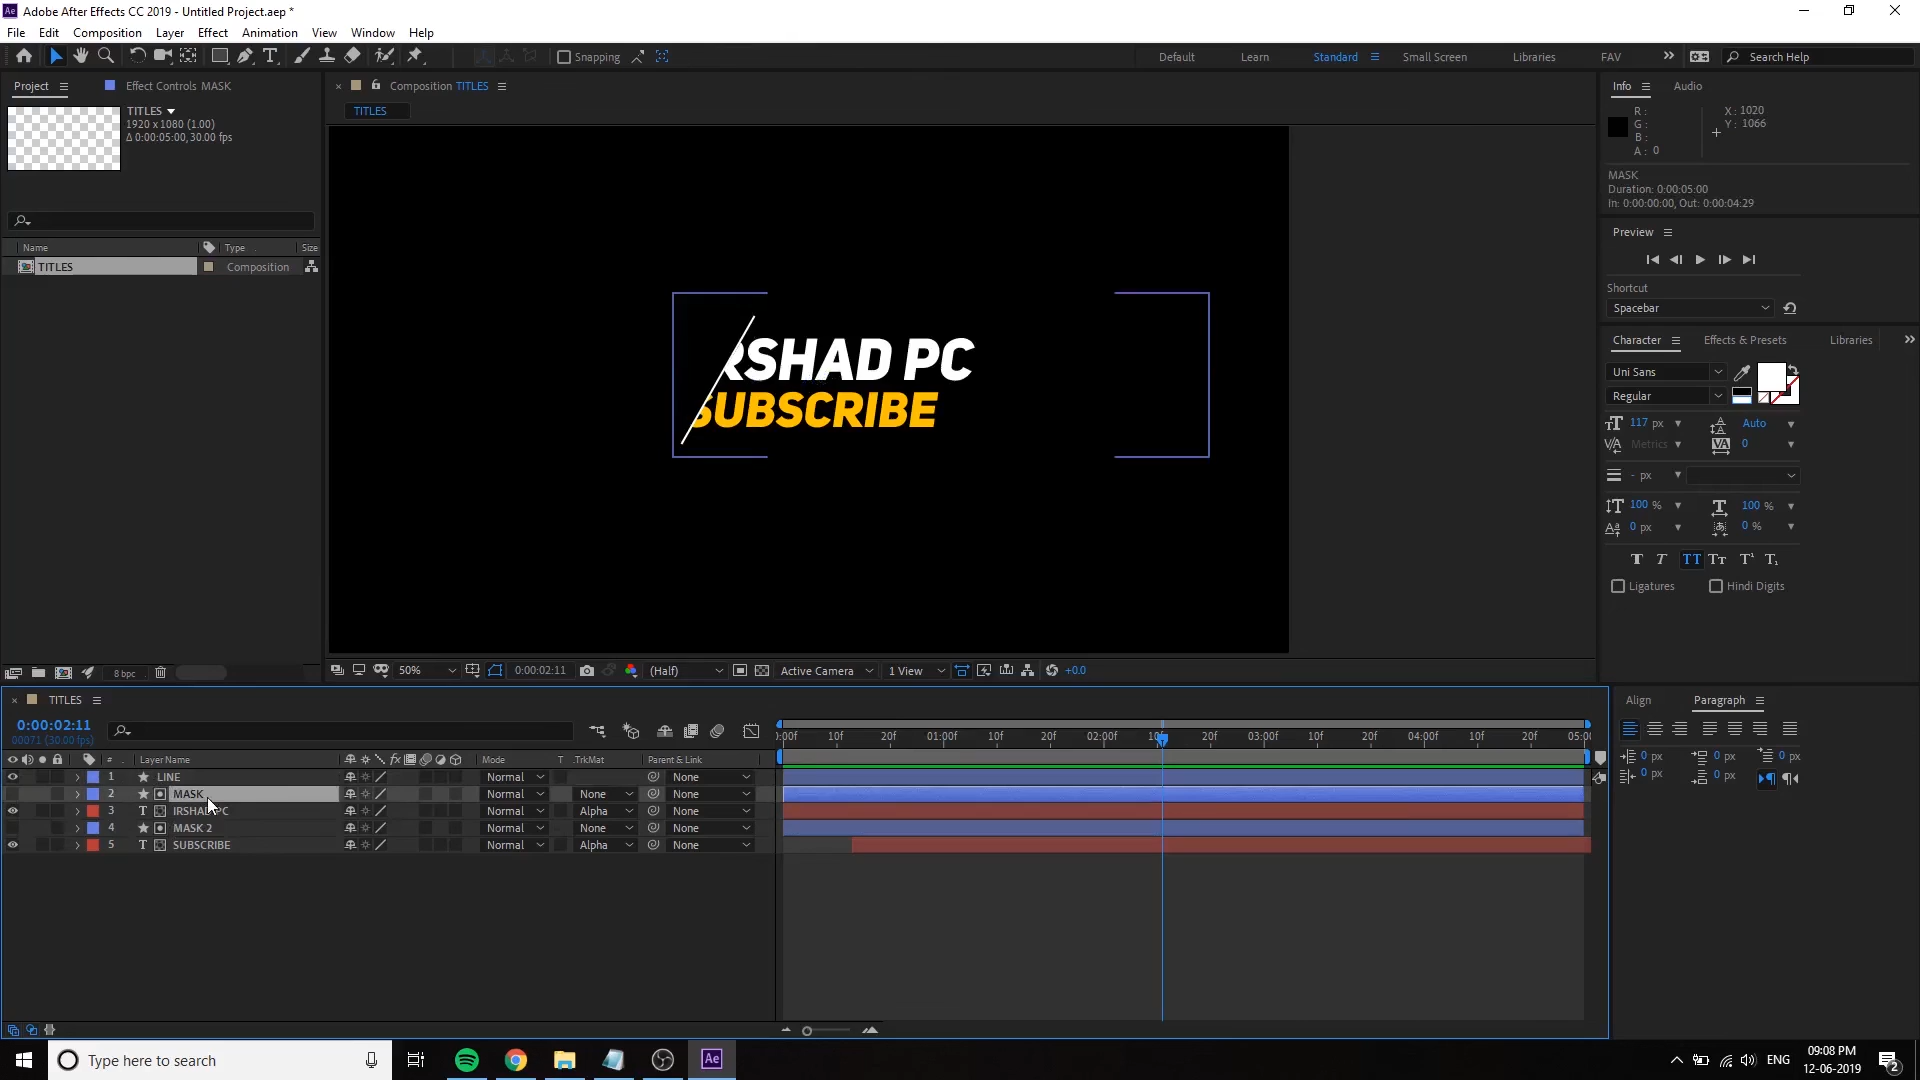 Adobe After Effects CC 2019 - Untitled Project.aep *
File Edit Composition Layer Effect Animation View Window Help
Snapping
Default Learn Standard Small Screen Libraries FAV
Search Help
Project Effect Controls MASK
TITLES
1920 x 1080 (1.00)
Δ 0:00:05:00, 30.00 fps
Name Type Size
TITLES Composition
8 bpc
Composition TITLES
TITLES
RSHAD PC
SUBSCRIBE
50% 0:00:02:11 (Half) Active Camera 1 View +0.0
Info Audio
R :
G :
B :
A : 0
X : 1020
Y : 1066
MASK
Duration: 0:00:05:00
In: 0:00:00:00, Out: 0:00:04:29
Preview
Shortcut
Spacebar
Character Effects & Presets Libraries
Uni Sans
Regular
117 px Auto
Metrics 0
- px
100 % 100 %
0 px 0 %
Ligatures Hindi Digits
TITLES
0:00:02:11
00071 (30.00 fps)
# Layer Name Mode T .TrkMat Parent & Link
1 LINE Normal None
2 MASK Normal None None
3 IRSHAD PC Normal Alpha None
4 MASK 2 Normal None None
5 SUBSCRIBE Normal Alpha None
:00f 10f 20f 01:00f 10f 20f 02:00f 10f 20f 03:00f 10f 20f 04:00f 10f 20f 05:00
Align Paragraph
0 px 0 px 0 px
0 px 0 px
Type here to search
Ae
ENG
09:08 PM
12-06-2019
2